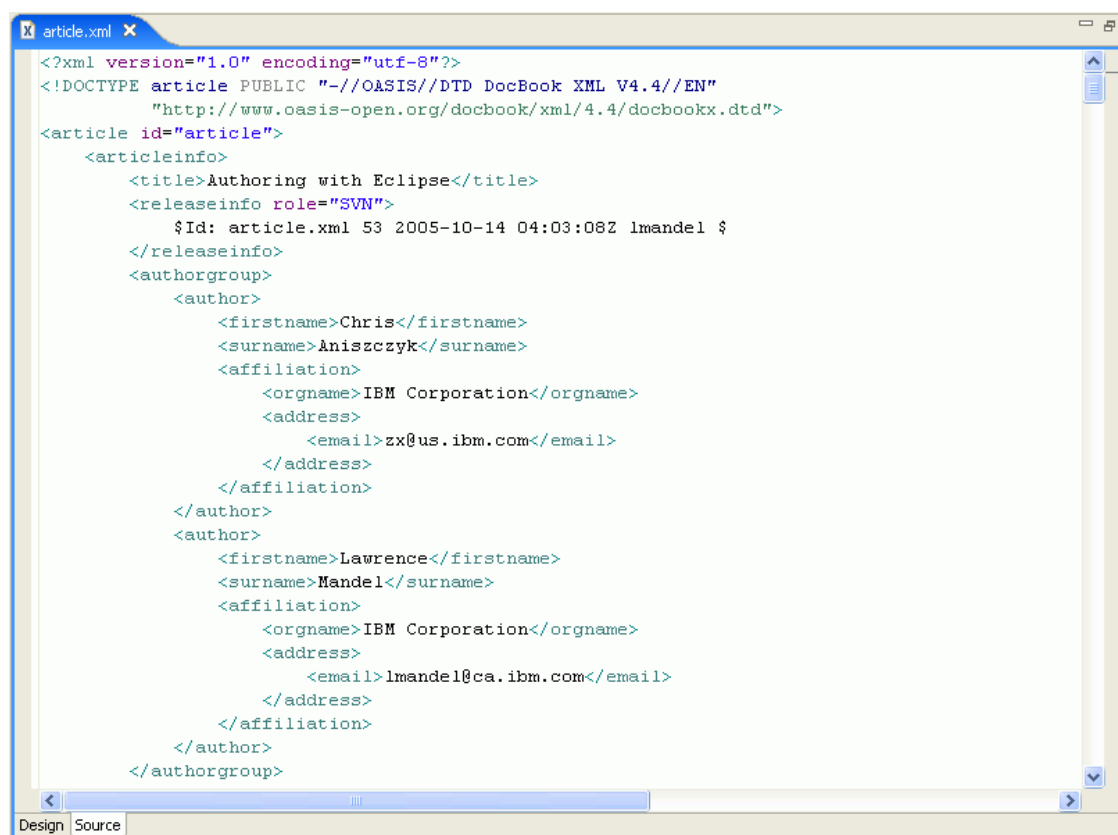 article.xml
<?xml version="1.0" encoding="utf-8"?>
<!DOCTYPE article PUBLIC "-//OASIS//DTD DocBook XML V4.4//EN"
          "http://www.oasis-open.org/docbook/xml/4.4/docbookx.dtd">
<article id="article">
    <articleinfo>
        <title>Authoring with Eclipse</title>
        <releaseinfo role="SVN">
            $Id: article.xml 53 2005-10-14 04:03:08Z lmandel $
        </releaseinfo>
        <authorgroup>
            <author>
                <firstname>Chris</firstname>
                <surname>Aniszczyk</surname>
                <affiliation>
                    <orgname>IBM Corporation</orgname>
                    <address>
                        <email>zx@us.ibm.com</email>
                    </address>
                </affiliation>
            </author>
            <author>
                <firstname>Lawrence</firstname>
                <surname>Mandel</surname>
                <affiliation>
                    <orgname>IBM Corporation</orgname>
                    <address>
                        <email>lmandel@ca.ibm.com</email>
                    </address>
                </affiliation>
            </author>
        </authorgroup>
Design Source